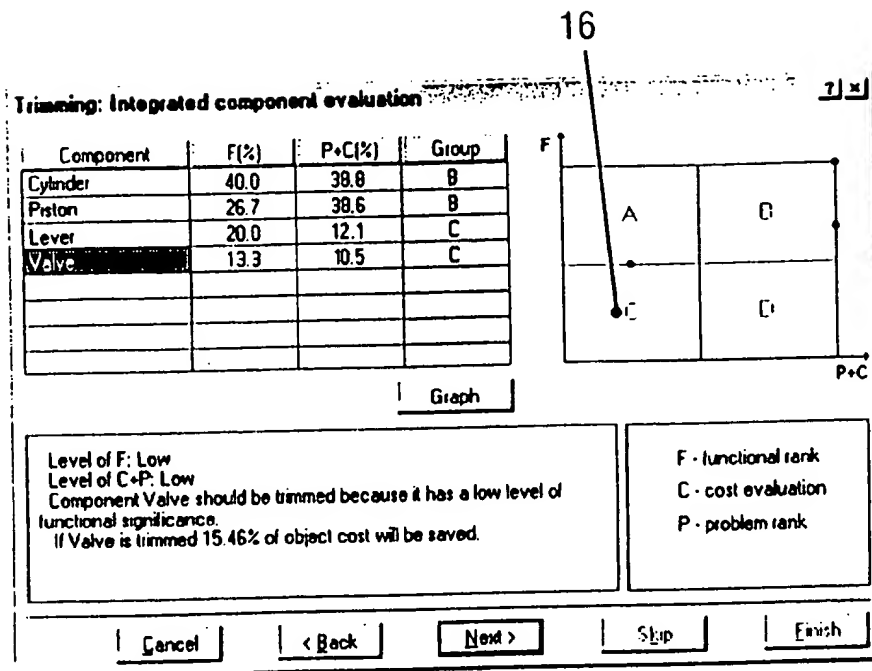 16
Trimming: Integrated component evaluation
? ×
Component F(%) P+C(%) Group
Cylinder 40.0 38.8 B
Piston 26.7 38.6 B
Lever 20.0 12.1 C
Valve 13.3 10.5 C
F
A B
C D
P+C
Graph
Level of F: Low
Level of C+P: Low
Component Valve should be trimmed because it has a low level of
functional significance.
If Valve is trimmed 15.46% of object cost will be saved.
F - functional rank
C - cost evaluation
P - problem rank
Cancel < Back Next > Skip Finish